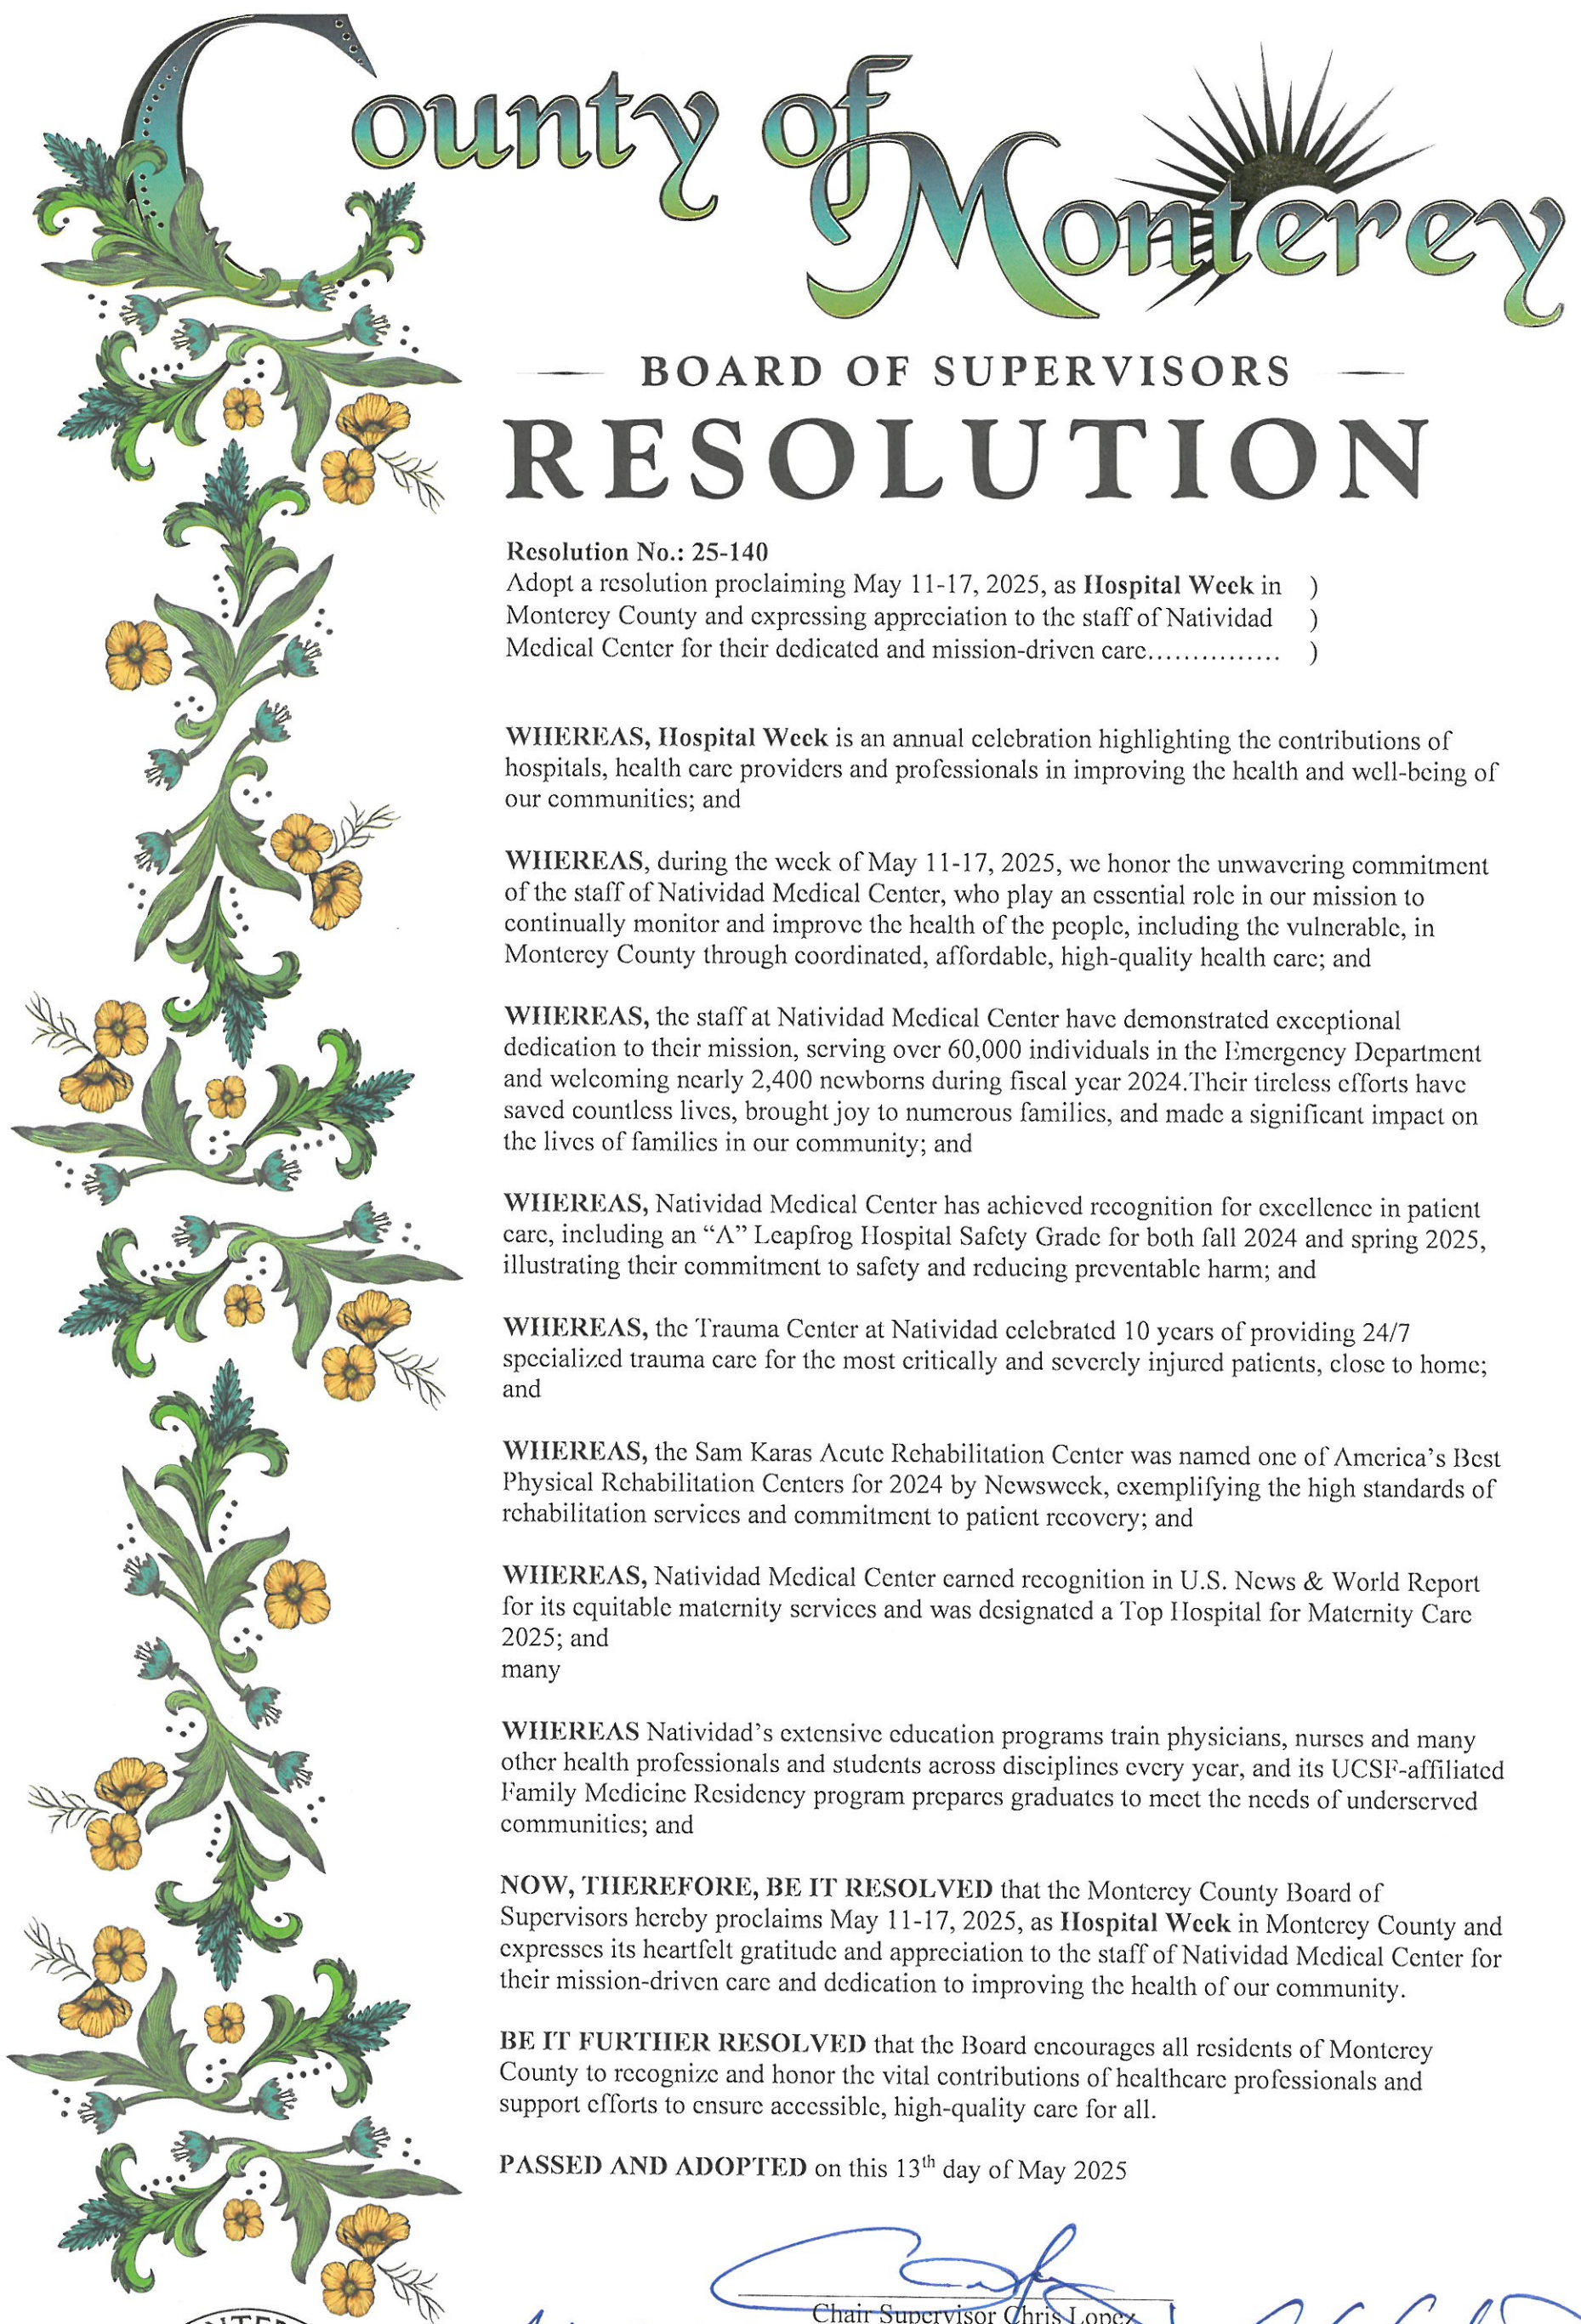 County of Monterey
BOARD OF SUPERVISORS
RESOLUTION
Resolution No.: 25-140
Adopt a resolution proclaiming May 11-17, 2025, as Hospital Week in )
Monterey County and expressing appreciation to the staff of Natividad )
Medical Center for their dedicated and mission-driven care............... )
WHEREAS, Hospital Week is an annual celebration highlighting the contributions of
hospitals, health care providers and professionals in improving the health and well-being of
our communities; and
WHEREAS, during the week of May 11-17, 2025, we honor the unwavering commitment
of the staff of Natividad Medical Center, who play an essential role in our mission to
continually monitor and improve the health of the people, including the vulnerable, in
Monterey County through coordinated, affordable, high-quality health care; and
WHEREAS, the staff at Natividad Medical Center have demonstrated exceptional
dedication to their mission, serving over 60,000 individuals in the Emergency Department
and welcoming nearly 2,400 newborns during fiscal year 2024.Their tireless efforts have
saved countless lives, brought joy to numerous families, and made a significant impact on
the lives of families in our community; and
WHEREAS, Natividad Medical Center has achieved recognition for excellence in patient
care, including an “A” Leapfrog Hospital Safety Grade for both fall 2024 and spring 2025,
illustrating their commitment to safety and reducing preventable harm; and
WHEREAS, the Trauma Center at Natividad celebrated 10 years of providing 24/7
specialized trauma care for the most critically and severely injured patients, close to home;
and
WHEREAS, the Sam Karas Acute Rehabilitation Center was named one of America’s Best
Physical Rehabilitation Centers for 2024 by Newsweek, exemplifying the high standards of
rehabilitation services and commitment to patient recovery; and
WHEREAS, Natividad Medical Center earned recognition in U.S. News & World Report
for its equitable maternity services and was designated a Top Hospital for Maternity Care
2025; and
many
WHEREAS Natividad’s extensive education programs train physicians, nurses and many
other health professionals and students across disciplines every year, and its UCSF-affiliated
Family Medicine Residency program prepares graduates to meet the needs of underserved
communities; and
NOW, THEREFORE, BE IT RESOLVED that the Monterey County Board of
Supervisors hereby proclaims May 11-17, 2025, as Hospital Week in Monterey County and
expresses its heartfelt gratitude and appreciation to the staff of Natividad Medical Center for
their mission-driven care and dedication to improving the health of our community.
BE IT FURTHER RESOLVED that the Board encourages all residents of Monterey
County to recognize and honor the vital contributions of healthcare professionals and
support efforts to ensure accessible, high-quality care for all.
PASSED AND ADOPTED on this 13th day of May 2025
Chair Supervisor Chris Lopez